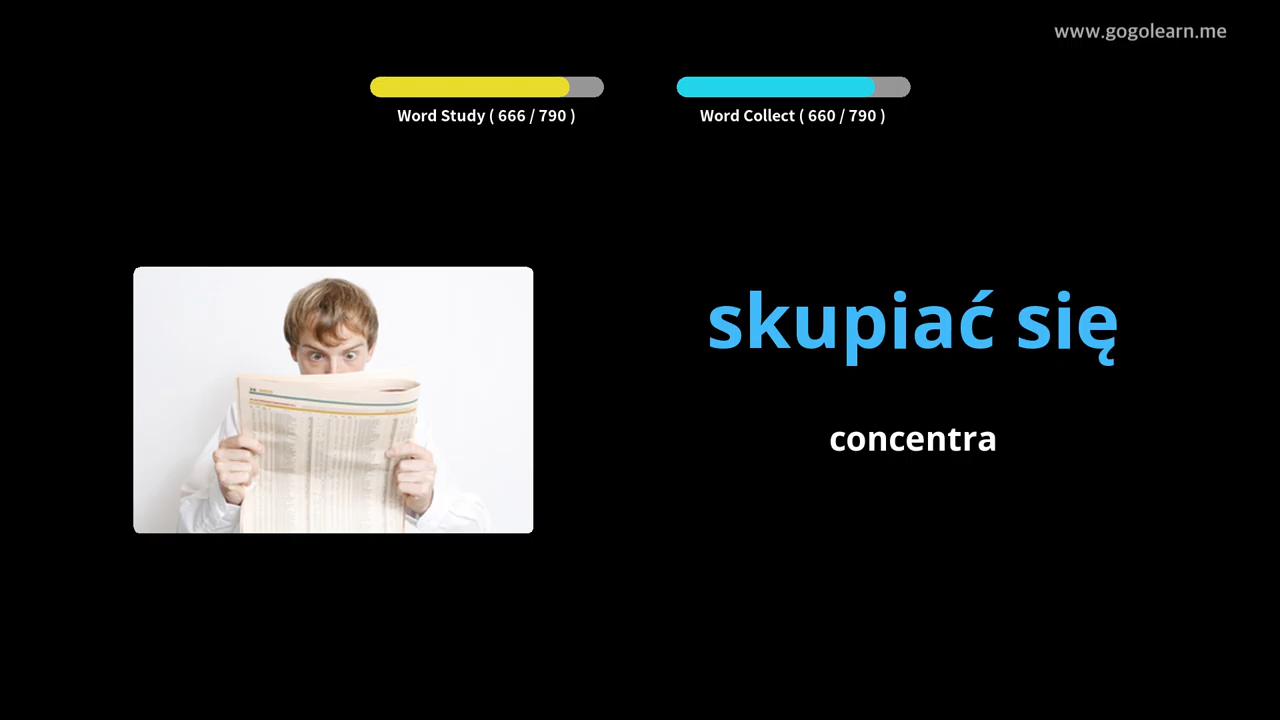 www.gogolearn.me
Word Study ( 666 / 790 )
Word Collect ( 660 / 790 )
skupiać się
concentra